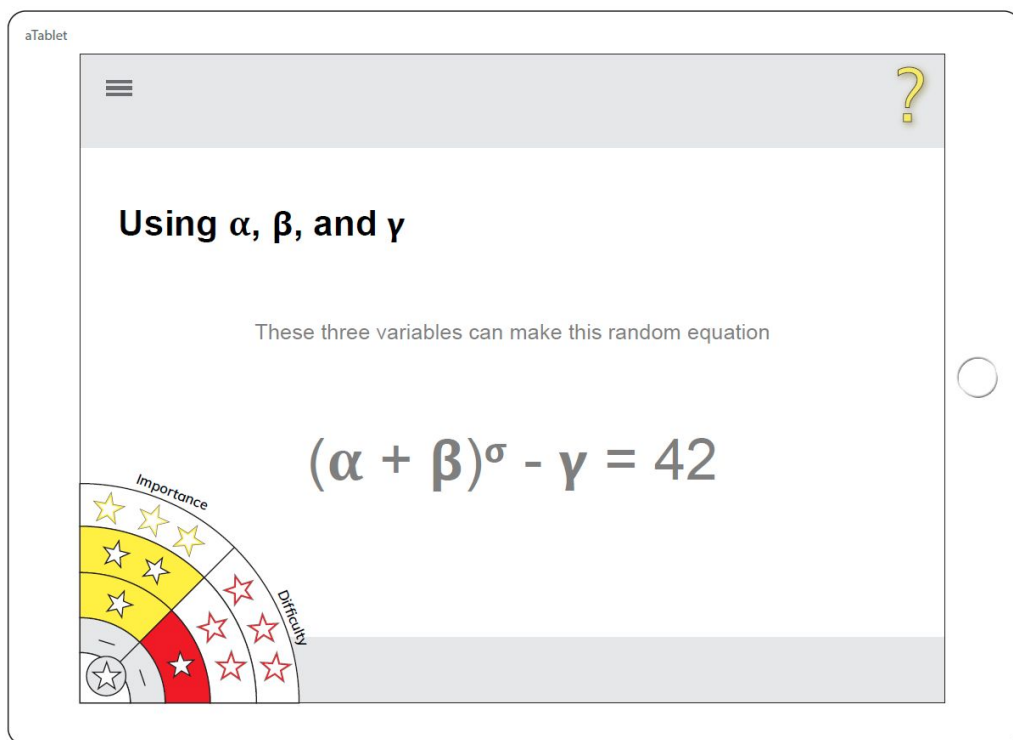 aTablet
?
Using α, β, and γ
These three variables can make this random equation
(α + β)^σ - γ = 42
Importance
Difficulty